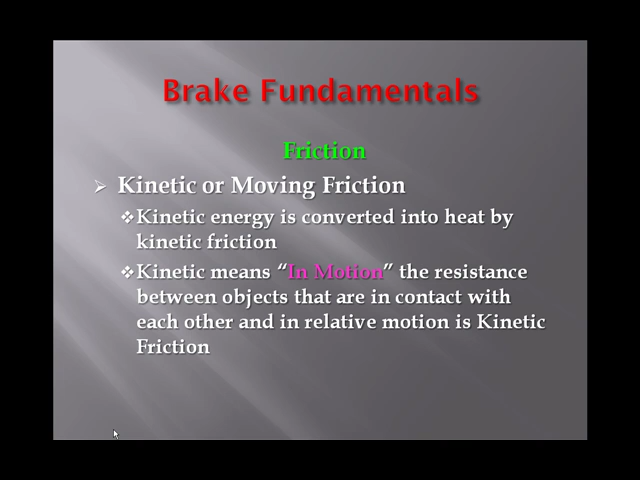 Brake Fundamentals
Friction
Kinetic or Moving Friction
Kinetic energy is converted into heat by
kinetic friction
Kinetic means “In Motion” the resistance
between objects that are in contact with
each other and in relative motion is Kinetic
Friction